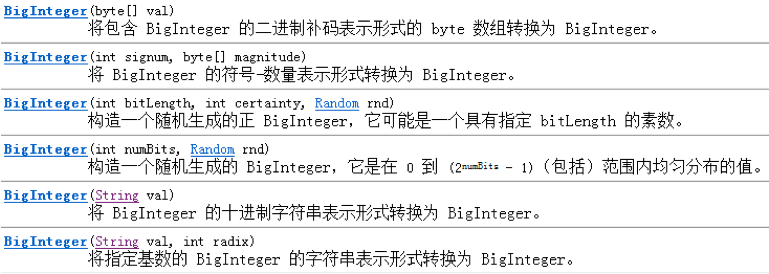 BigInteger(byte[] val)
将包含 BigInteger 的二进制补码表示形式的 byte 数组转换为 BigInteger。
BigInteger(int signum, byte[] magnitude)
将 BigInteger 的符号-数量表示形式转换为 BigInteger。
BigInteger(int bitLength, int certainty, Random rnd)
构造一个随机生成的正 BigInteger，它可能是一个具有指定 bitLength 的素数。
BigInteger(int numBits, Random rnd)
构造一个随机生成的 BigInteger，它是在 0 到 (2numBits - 1)（包括）范围内均匀分布的值。
BigInteger(String val)
将 BigInteger 的十进制字符串表示形式转换为 BigInteger。
BigInteger(String val, int radix)
将指定基数的 BigInteger 的字符串表示形式转换为 BigInteger。